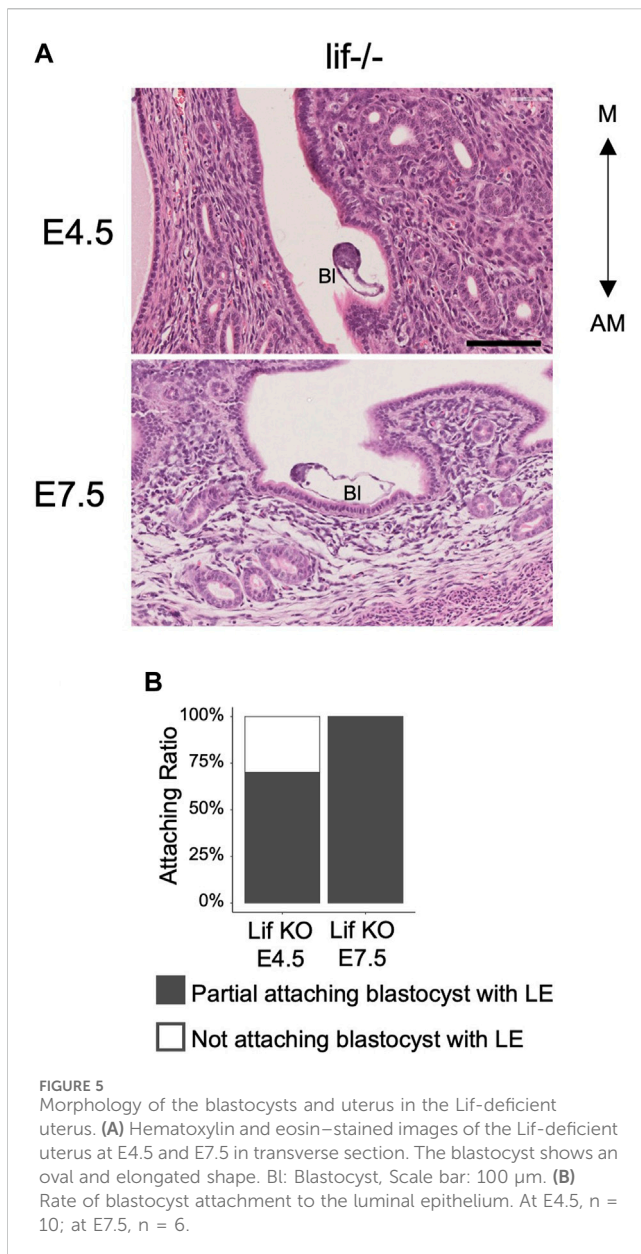 A
lif-/-
E4.5
Bl
M
AM
E7.5
Bl
B
Attaching Ratio
100%
75%
50%
25%
0%
Lif KO
E4.5
Lif KO
E7.5
Partial attaching blastocyst with LE
Not attaching blastocyst with LE
FIGURE 5
Morphology of the blastocysts and uterus in the Lif-deficient
uterus. (A) Hematoxylin and eosin–stained images of the Lif-deficient
uterus at E4.5 and E7.5 in transverse section. The blastocyst shows an
oval and elongated shape. Bl: Blastocyst, Scale bar: 100 μm. (B)
Rate of blastocyst attachment to the luminal epithelium. At E4.5, n =
10; at E7.5, n = 6.